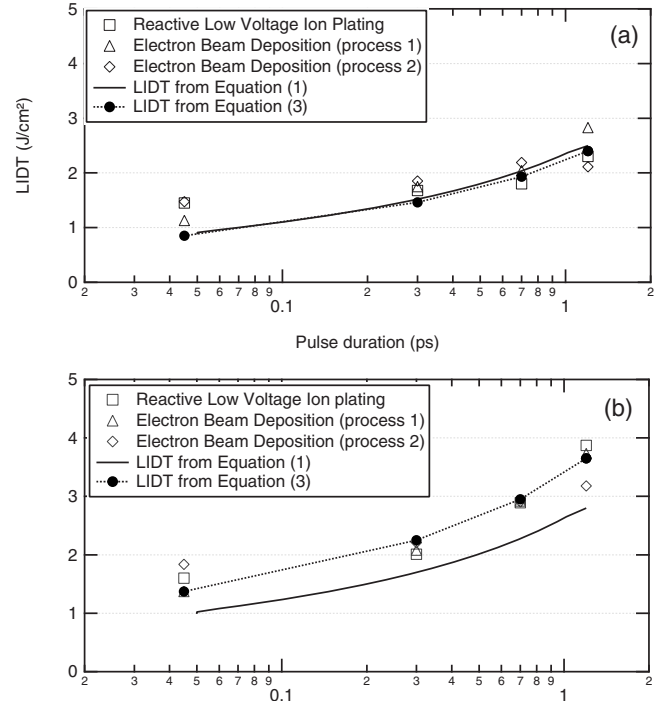 5
4
3
2
1
0
LIDT (J/cm²)
(a)
Reactive Low Voltage Ion Plating
Electron Beam Deposition (process 1)
Electron Beam Deposition (process 2)
LIDT from Equation (1)
LIDT from Equation (3)
2 3 4 5 6 7 8 9 2 3 4 5 6 7 8 9 2
0.1 1
Pulse duration (ps)
5
4
3
2
1
0
(b)
Reactive Low Voltage Ion plating
Electron Beam Deposition (process 1)
Electron Beam Deposition (process 2)
LIDT from Equation (1)
LIDT from Equation (3)
2 3 4 5 6 7 8 9 2 3 4 5 6 7 8 9 2
0.1 1